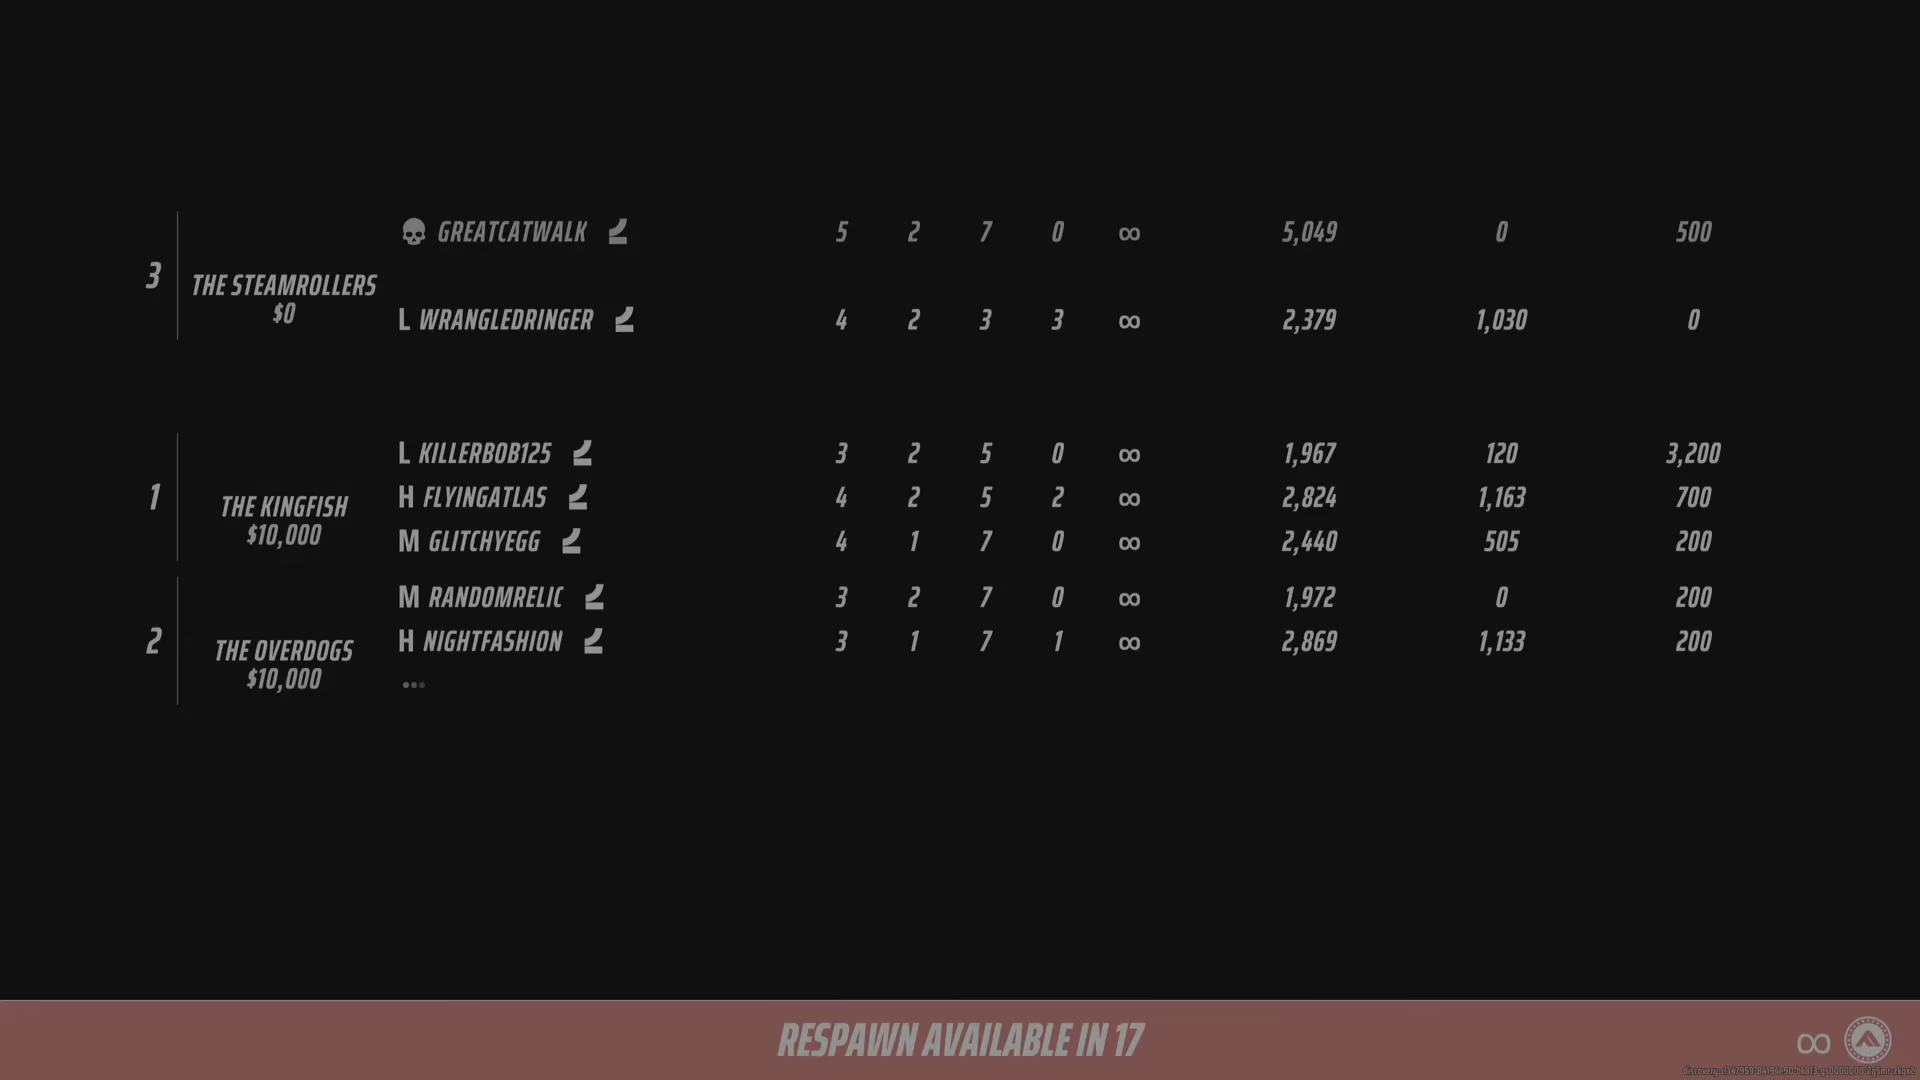 GREATCATWALK 5 2 7 0 ∞ 5,049 0 500
3 THE STEAMROLLERS
$0
L WRANGLEDRINGER 4 2 3 3 ∞ 2,379 1,030 0
L KILLERBOB125 3 2 5 0 ∞ 1,967 120 3,200
1 THE KINGFISH H FLYINGATLAS 4 2 5 2 ∞ 2,824 1,163 700
$10,000 M GLITCHYEGG 4 1 7 0 ∞ 2,440 505 200
M RANDOMRELIC 3 2 7 0 ∞ 1,972 0 200
2 THE OVERDOGS H NIGHTFASHION 3 1 7 1 ∞ 2,869 1,133 200
$10,000 •••
RESPAWN AVAILABLE IN 17 ∞